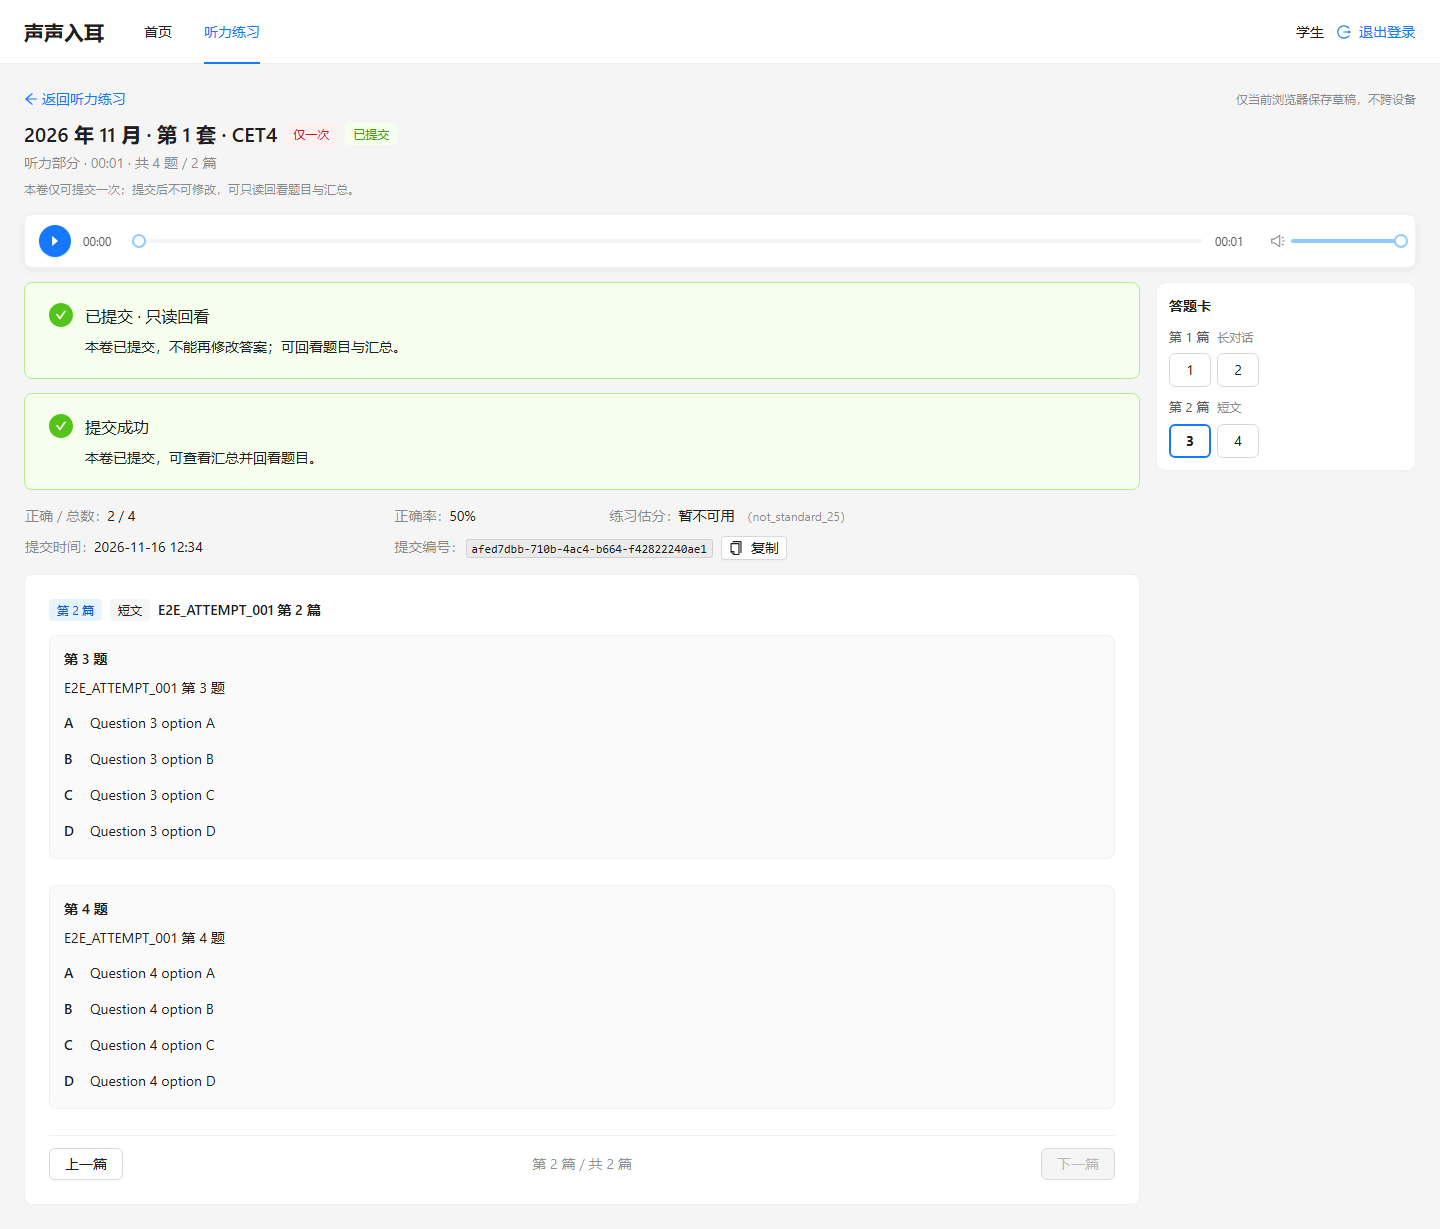 声声入耳 首页 听力练习 学生 退出登录
返回听力练习 仅当前浏览器保存草稿，不跨设备
2026 年 11 月 · 第 1 套 · CET4 仅一次 已提交
听力部分 · 00:01 · 共 4 题 / 2 篇
本卷仅可提交一次；提交后不可修改，可只读回看题目与汇总。
00:00 00:01
已提交 · 只读回看
本卷已提交，不能再修改答案；可回看题目与汇总。
提交成功
本卷已提交，可查看汇总并回看题目。
答题卡
第 1 篇 长对话
1 2
第 2 篇 短文
3 4
正确 / 总数： 2 / 4 正确率： 50% 练习估分： 暂不可用 (not_standard_25)
提交时间： 2026-11-16 12:34 提交编号： afed7dbb-710b-4ac4-b664-f42822240ae1 复制
第 2 篇 短文 E2E_ATTEMPT_001 第 2 篇
第 3 题
E2E_ATTEMPT_001 第 3 题
A Question 3 option A
B Question 3 option B
C Question 3 option C
D Question 3 option D
第 4 题
E2E_ATTEMPT_001 第 4 题
A Question 4 option A
B Question 4 option B
C Question 4 option C
D Question 4 option D
上一篇 第 2 篇 / 共 2 篇 下一篇